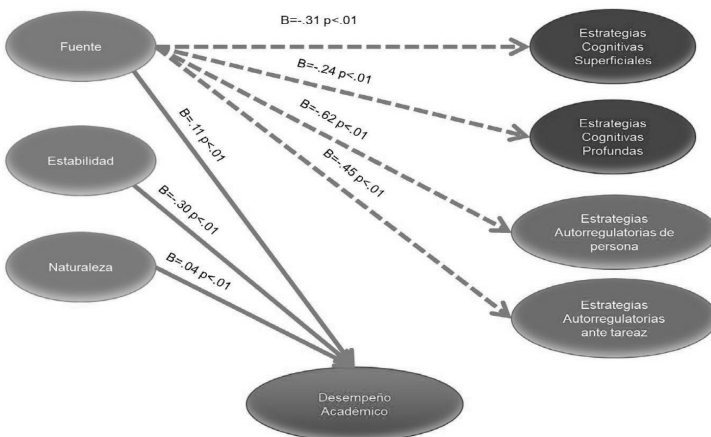 Fuente
B=-.31 p<.01
Estrategias
Cognitivas
Superficiales
B=-.24 p<.01
Estrategias
Cognitivas
Profundas
B=-.62 p<.01
B=-.45 p<.01
B=.11 p<.01
Estabilidad
B=-.30 p<.01
Estrategias
Autorregulatorias de
persona
Naturaleza
B=.04 p<.01
Estrategias
Autorregulatorias
ante tareaz
Desempeño
Académico